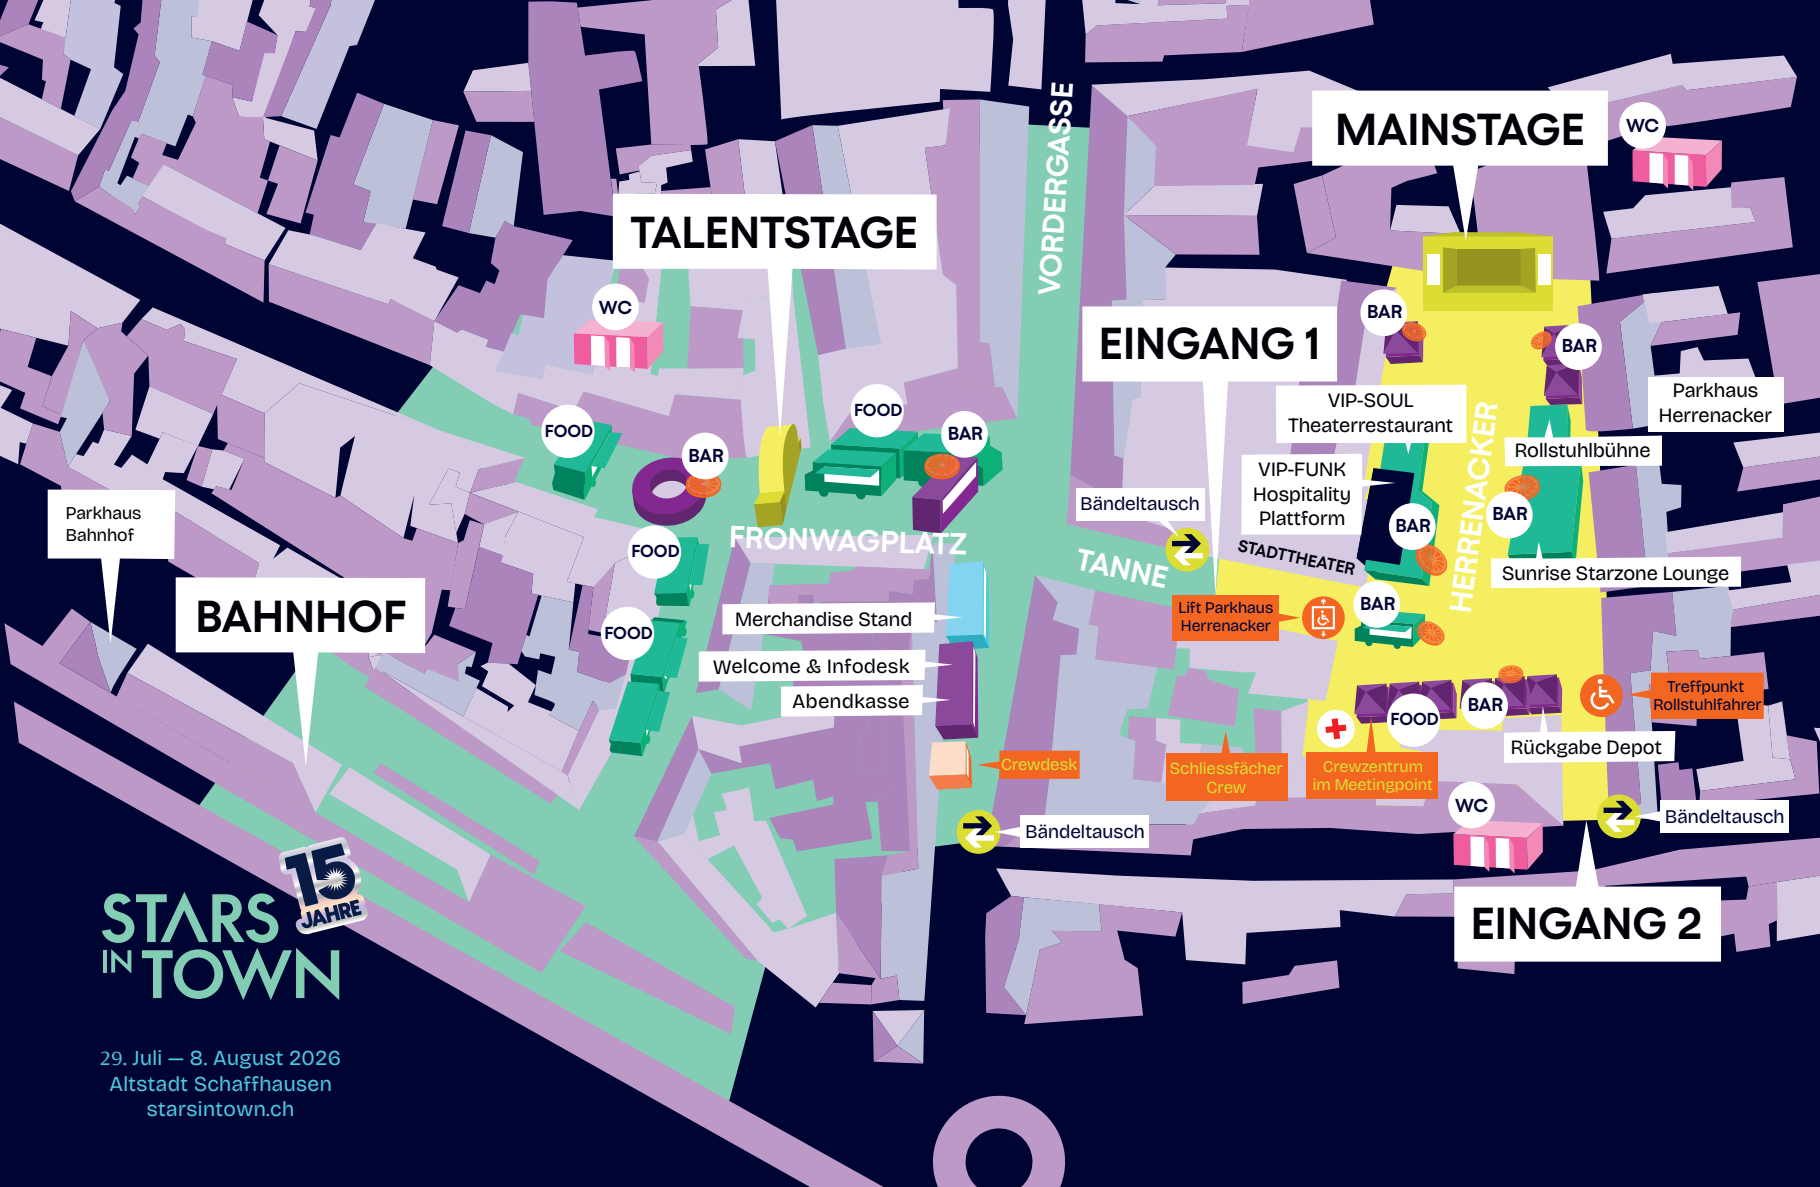 VORDERGASSE
MAINSTAGE
WC
TALENTSTAGE
WC
BAR
EINGANG 1
BAR
VIP-SOUL
Theaterrestaurant
Parkhaus
Herrenacker
FOOD
FOOD
BAR
BAR
HERRENACKER
Rollstuhlbühne
VIP-FUNK
Hospitality
Plattform
Parkhaus
Bahnhof
Bändeltausch
BAR
BAR
FRONWAGPLATZ
FOOD
TANNE
STADTTHEATER
Sunrise Starzone Lounge
BAHNHOF
Merchandise Stand
Lift Parkhaus
Herrenacker
BAR
FOOD
Welcome & Infodesk
Abendkasse
Treffpunkt
Rollstuhlfahrer
FOOD
BAR
Rückgabe Depot
Crewdesk
Schliessfächer
Crew
Crewzentrum
im Meetingpoint
WC
Bändeltausch
Bändeltausch
EINGANG 2
15
JAHRE
STARS
IN TOWN
29. Juli — 8. August 2026
Altstadt Schaffhausen
starsintown.ch